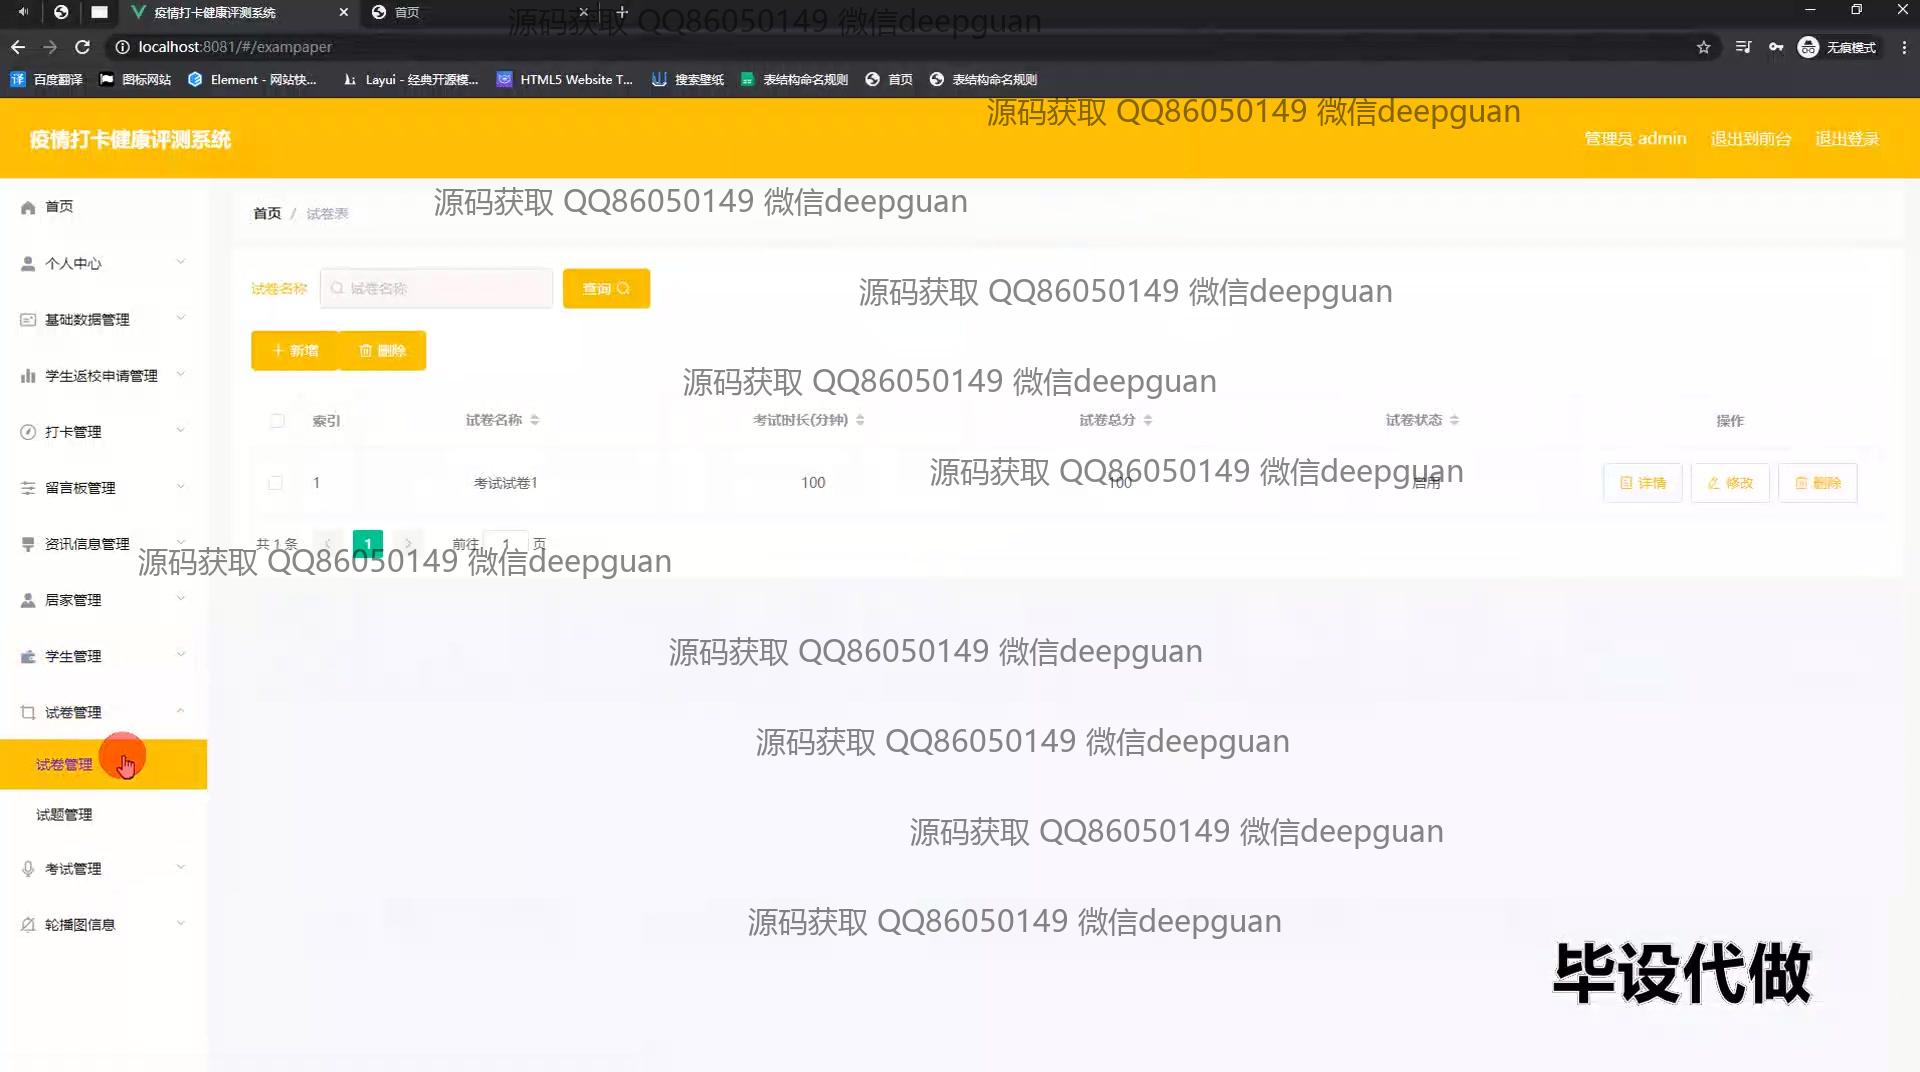 疫情打卡健康评测系统
首页
源码获取 QQ86050149 微信deepguan
localhost:8081/#/exampaper
无痕模式
百度翻译
图标网站
Element - 网站快...
Layui - 经典开源模...
HTML5 Website T...
搜索壁纸
表结构命名规则
首页
表结构命名规则
源码获取 QQ86050149 微信deepguan
疫情打卡健康评测系统
管理员 admin
退出到前台
退出登录
首页
首页 / 试卷表
源码获取 QQ86050149 微信deepguan
个人中心
试卷名称
试卷名称
查询
源码获取 QQ86050149 微信deepguan
基础数据管理
新增
删除
学生返校申请管理
源码获取 QQ86050149 微信deepguan
索引
试卷名称
考试时长(分钟)
试卷总分
试卷状态
操作
打卡管理
源码获取 QQ86050149 微信deepguan
1
考试试卷1
100
100
启用
详情
修改
删除
留言板管理
资讯信息管理
共 1 条
1
前往
1
页
源码获取 QQ86050149 微信deepguan
居家管理
学生管理
源码获取 QQ86050149 微信deepguan
试卷管理
源码获取 QQ86050149 微信deepguan
试卷管理
试题管理
源码获取 QQ86050149 微信deepguan
考试管理
轮播图信息
源码获取 QQ86050149 微信deepguan
毕设代做